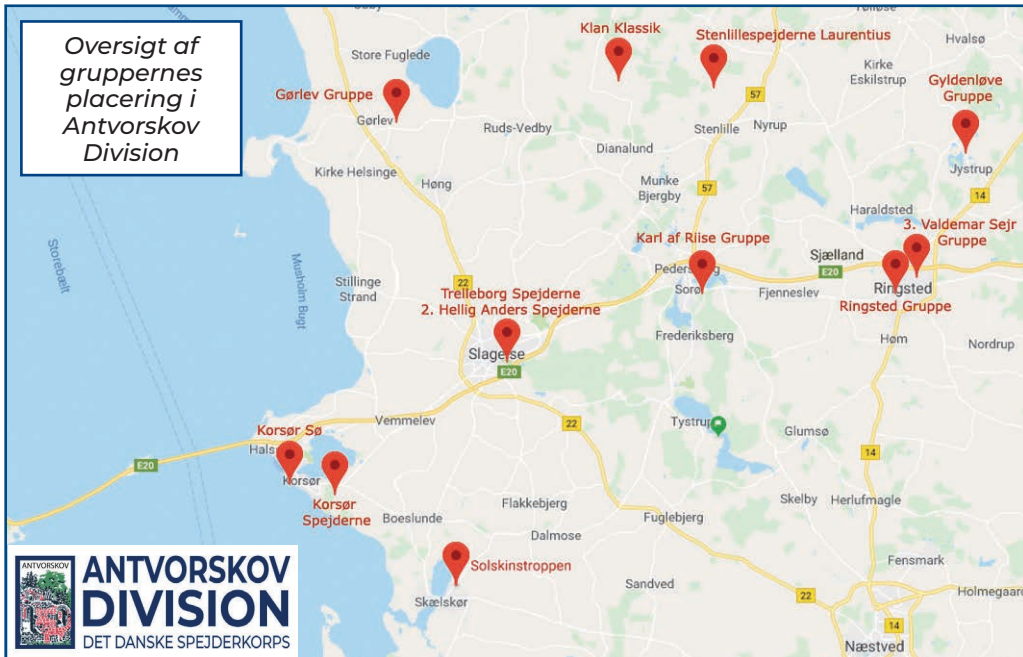 Oversigt af
gruppernes
placering i
Antvorskov
Division
Klan Klassik
Stenlillespejderne Laurentius
Hvalsø
Store Fuglede
Kirke
Eskilstrup
Gyldenløve
Gruppe
Gørlev Gruppe
57
Gørlev
Ruds-Vedby
Stenlille
Nyrup
Dianalund
Kirke Helsinge
Høng
Munke
Bjergby
57
Jystrup
14
Haraldsted
3. Valdemar Sejr
Gruppe
Karl af Riise Gruppe
Sjælland
Storebælt
Musholm Bugt
E20
Stillinge
Strand
22
Sorø
Fjenneslev
Ringsted
Ringsted Gruppe
Trelleborg Spejderne
2. Hellig Anders Spejderne
Frederiksberg
Høm
Nordrup
Slagelse
E20
Vemmelev
22
Tystrup
Glumsø
Korsør Sø
E20
Korsør
14
Korsør
Spejderne
Boeslunde
Flakkebjerg
Fuglebjerg
Skelby
Herlufmagle
Dalmose
Solskinstroppen
Fensmark
Skælskør
Sandved
22
Holmegaard
14
Næstved
ANTVORSKOV
ANTVORSKOV
DIVISION
DET DANSKE SPEJDERKORPS